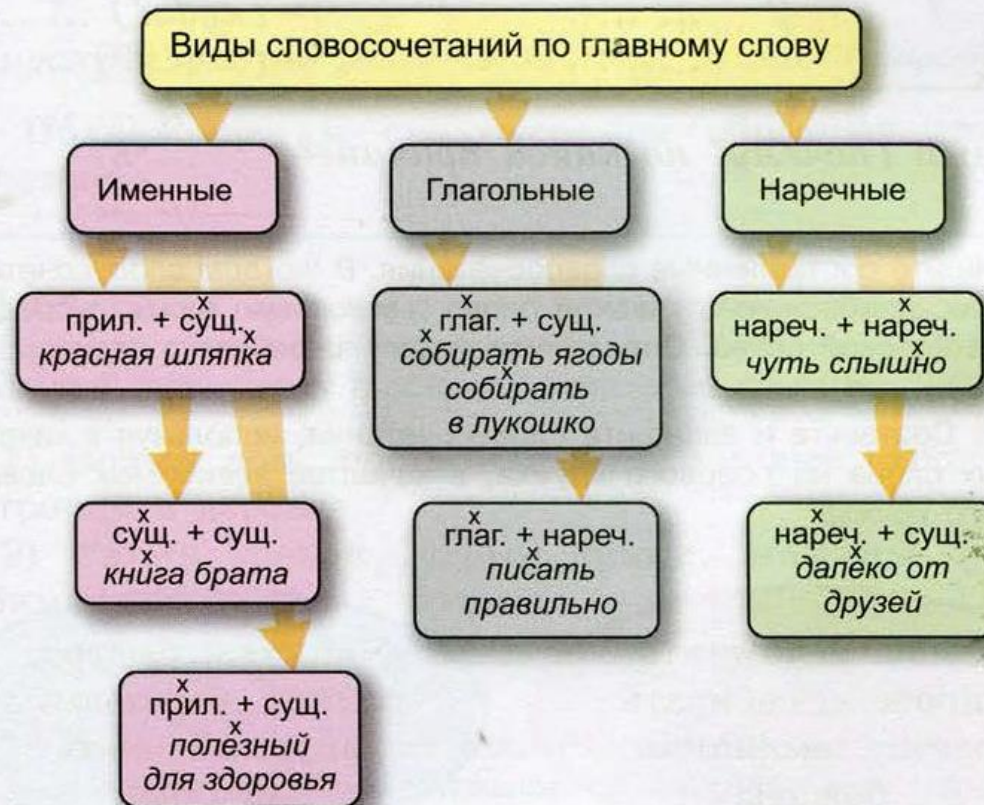 Виды словосочетаний по главному слову
Именные
Глагольные
Наречные
прил. + сущ.
красная шляпка
глаг. + сущ.
собирать ягоды
собирать
в лукошко
нареч. + нареч.
чуть слышно
сущ. + сущ.
книга брата
глаг. + нареч.
писать
правильно
нареч. + сущ.
далеко от
друзей
прил. + сущ.
полезный
для здоровья